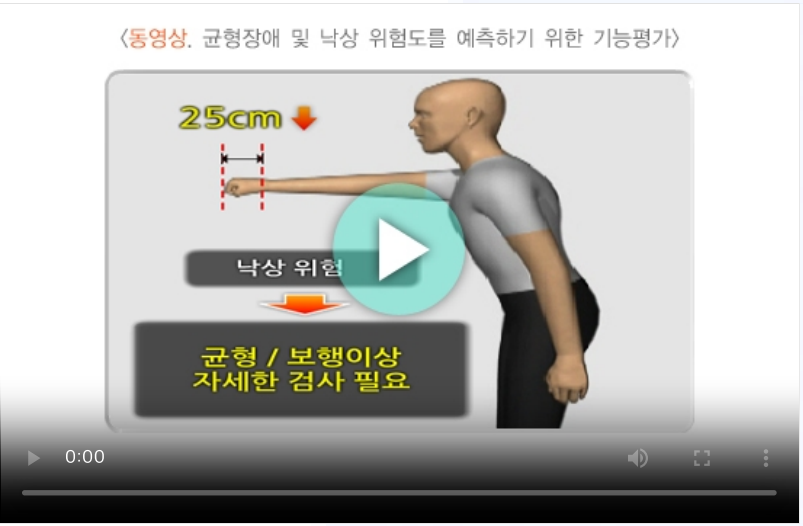 <동영상. 균형장애 및 낙상 위험도를 예측하기 위한 기능평가>
25cm
낙상 위험
균형 / 보행이상
자세한 검사 필요
0:00